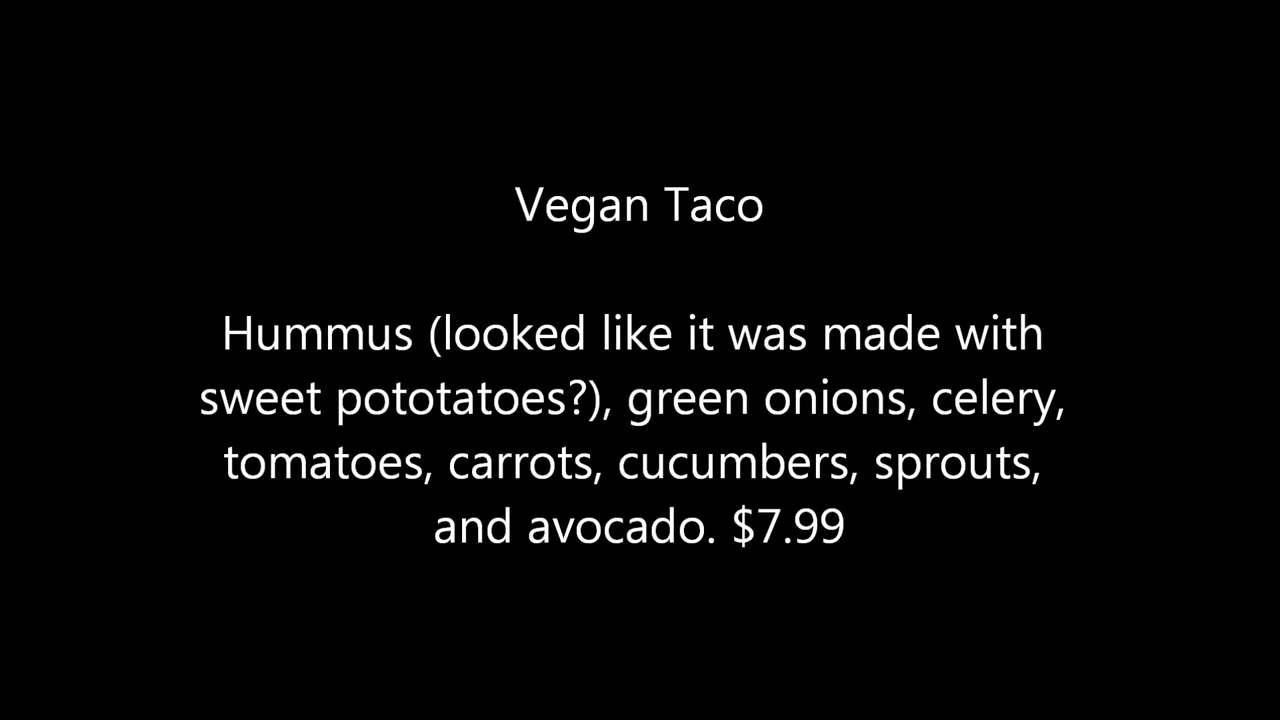 Vegan Taco
Hummus (looked like it was made with
sweet pototatoes?), green onions, celery,
tomatoes, carrots, cucumbers, sprouts,
and avocado. $7.99